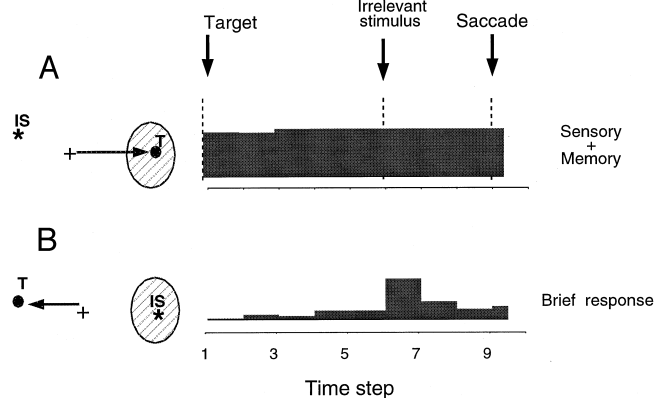 Target
Irrelevant
stimulus
Saccade
A
IS
*
T
+
Sensory
+
Memory
B
T
+
IS
*
Brief response
1 3 5 7 9
Time step